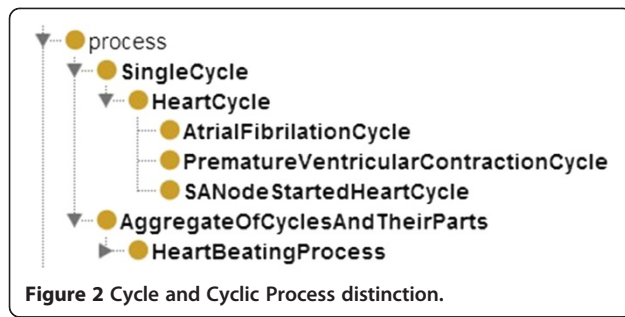 process
SingleCycle
HeartCycle
AtrialFibrilationCycle
PrematureVentricularContractionCycle
SANodeStartedHeartCycle
AggregateOfCyclesAndTheirParts
HeartBeatingProcess
Figure 2 Cycle and Cyclic Process distinction.